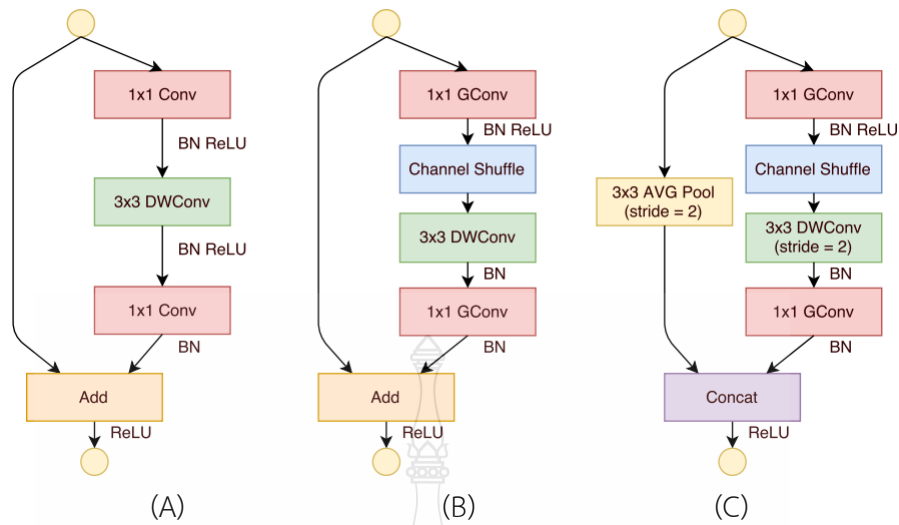 1x1 Conv
BN ReLU
3x3 DWConv
BN ReLU
1x1 Conv
BN
Add
ReLU
(A)
1x1 GConv
BN ReLU
Channel Shuffle
3x3 DWConv
BN
1x1 GConv
BN
Add
ReLU
(B)
1x1 GConv
BN ReLU
Channel Shuffle
3x3 AVG Pool
(stride = 2)
3x3 DWConv
(stride = 2)
BN
1x1 GConv
BN
Concat
ReLU
(C)